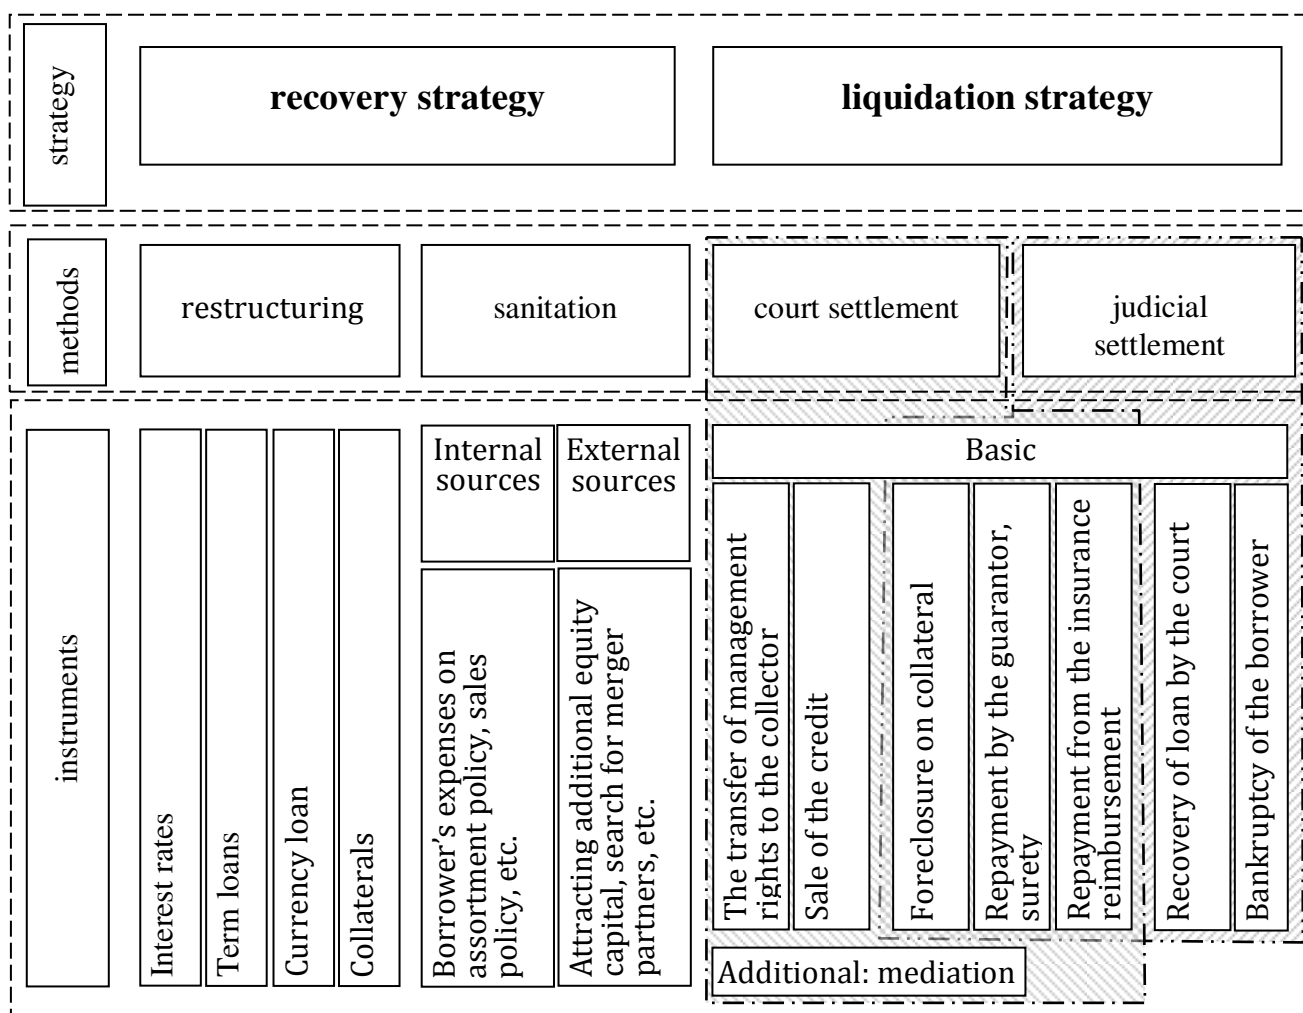 strategy
recovery strategy
liquidation strategy
methods
restructuring
sanitation
court settlement
judicial
settlement
instruments
Interest rates
Term loans
Currency loan
Collaterals
Internal
sources
External
sources
Borrower's expenses on
assortment policy, sales
policy, etc.
Attracting additional equity
capital, search for merger
partners, etc.
Basic
The transfer of management
rights to the collector
Sale of the credit
Foreclosure on collateral
Repayment by the guarantor,
surety
Repayment from the insurance
reimbursement
Recovery of loan by the court
Bankruptcy of the borrower
Additional: mediation